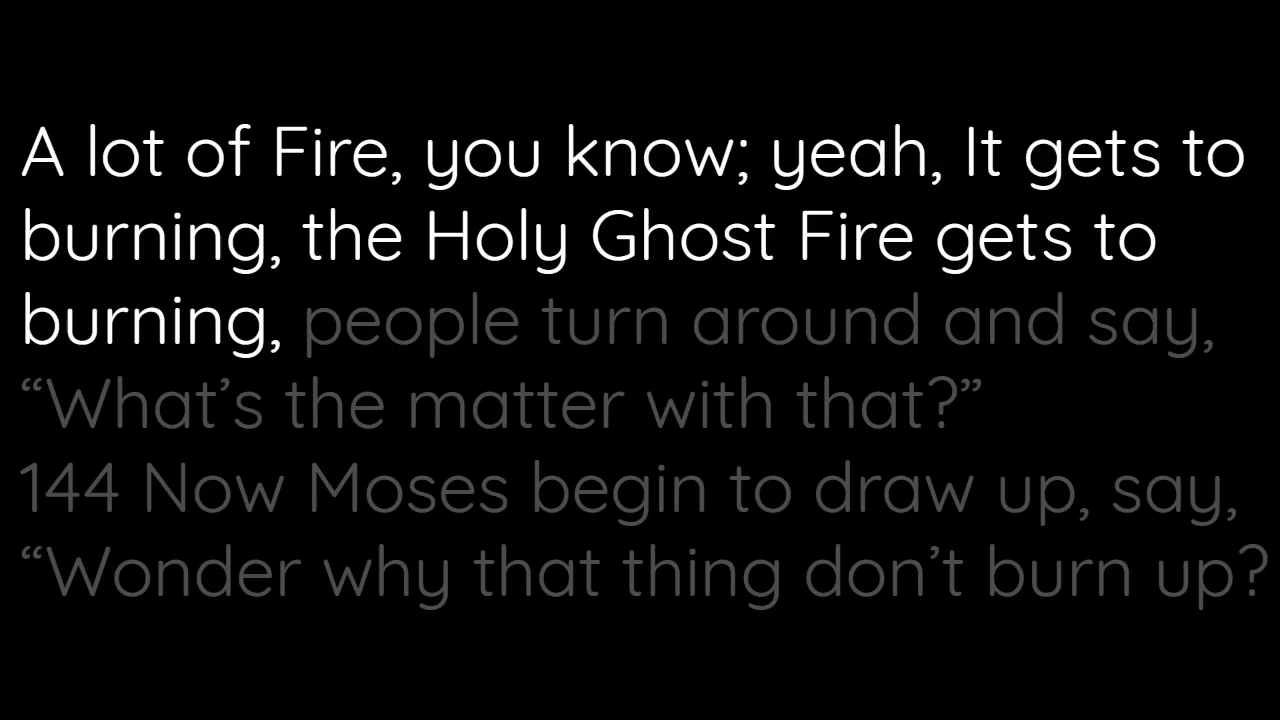 A lot of Fire, you know; yeah, It gets to
burning, the Holy Ghost Fire gets to
burning, people turn around and say,
“What’s the matter with that?”
144 Now Moses begin to draw up, say,
“Wonder why that thing don’t burn up?